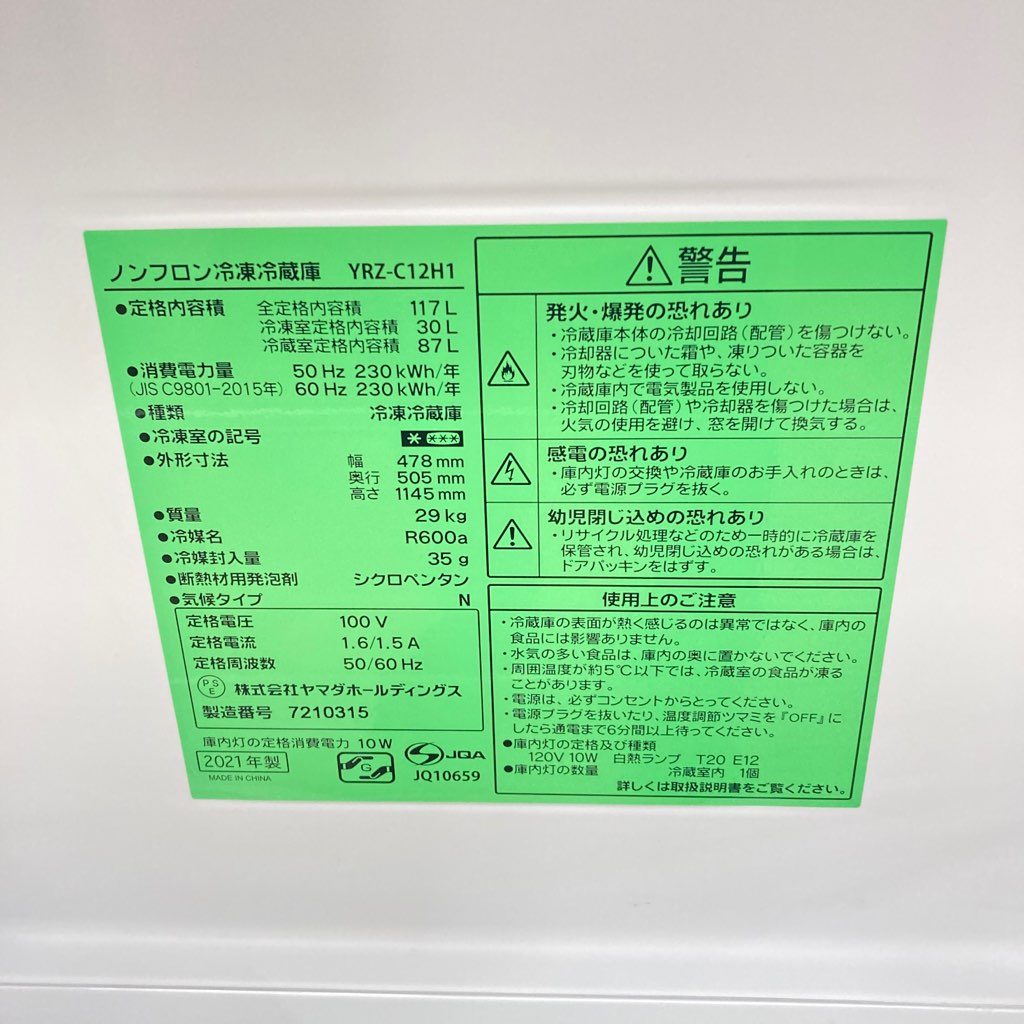 ノンフロン冷凍冷蔵庫 YRZ-C12H1
●定格内容積 全定格内容積 117 L
冷凍室定格内容積 30 L
冷蔵室定格内容積 87 L
●消費電力量 50 Hz 230 kWh/年
(JIS C9801-2015年) 60 Hz 230 kWh/年
●種類 冷凍冷蔵庫
●冷凍室の記号
●外形寸法 幅 478 mm
奥行 505 mm
高さ 1145 mm
●質量 29 kg
●冷媒名 R600a
●冷媒封入量 35 g
●断熱材用発泡剤 シクロペンタン
●気候タイプ N
定格電圧 100 V
定格電流 1.6/1.5 A
定格周波数 50/60 Hz
PSE 株式会社ヤマダホールディングス
製造番号 7210315
庫内灯の定格消費電力 10 W
2021年製
MADE IN CHINA
G
JQA
JQ10659
警告
発火・爆発の恐れあり
・冷蔵庫本体の冷却回路(配管)を傷つけない。
・冷却器についた霜や、凍りついた容器を
刃物などを使って取らない。
・冷蔵庫内で電気製品を使用しない。
・冷却回路(配管)や冷却器を傷つけた場合は、
火気の使用を避け、窓を開けて換気する。
感電の恐れあり
・庫内灯の交換や冷蔵庫のお手入れのときは、
必ず電源プラグを抜く。
幼児閉じ込めの恐れあり
・リサイクル処理などのため一時的に冷蔵庫を
保管され、幼児閉じ込めの恐れがある場合は、
ドアパッキンをはずす。
使用上のご注意
・冷蔵庫の表面が熱く感じるのは異常ではなく、庫内の
食品には影響ありません。
・水気の多い食品は、庫内の奥に置かないでください。
・周囲温度が約5℃以下では、冷蔵室の食品が凍る
ことがあります。
・電源は、必ずコンセントからとってください。
・電源プラグを抜いたり、温度調節ツマミを『OFF』に
したら通電まで6分間以上待ってください。
●庫内灯の定格及び種類
120V 10W 白熱ランプ T20 E12
●庫内灯の数量 冷蔵室内 1個
詳しくは取扱説明書をご覧ください。